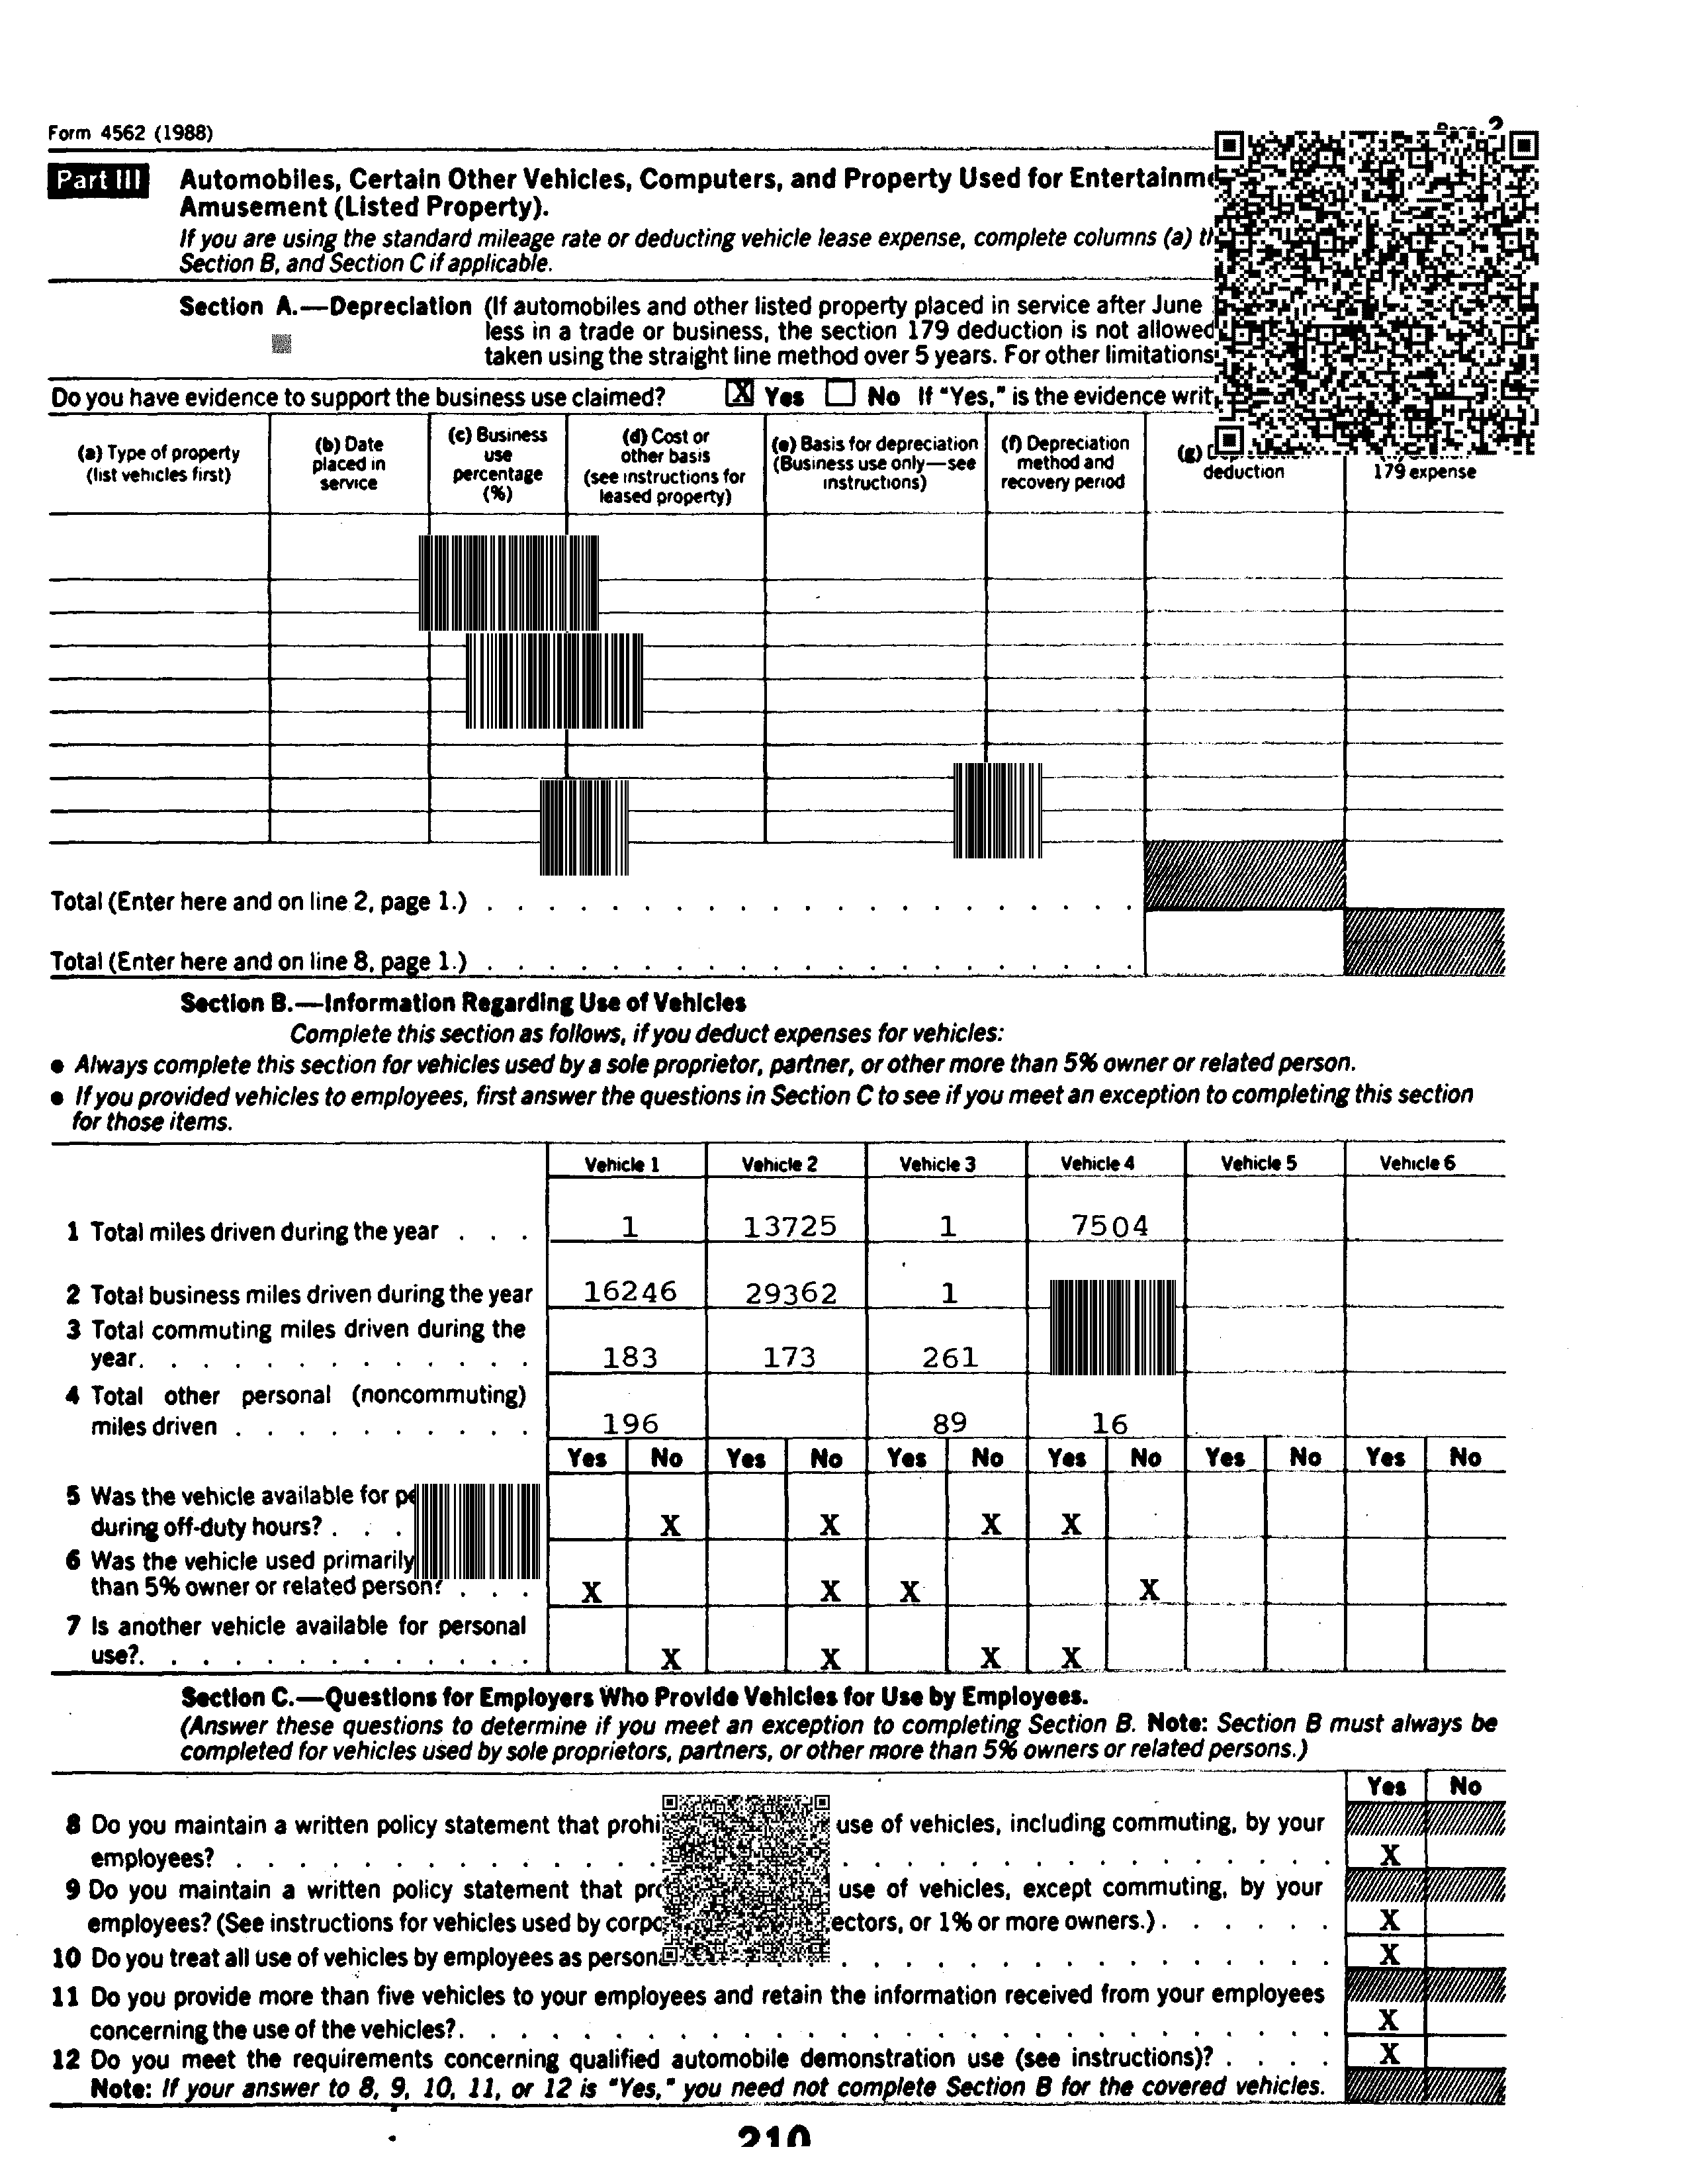 Form 4562 (1988)
2
Part III Automobiles, Certain Other Vehicles, Computers, and Property Used for
Amusement (Listed Property).
If you are using the standard mileage rate or deducting vehicle lease expense, complete columns (a)
Section B, and Section C if applicable.
Section A.—Depreciation (If automobiles and other listed property placed in service after June
less in a trade or business, the section 179 deduction is not allowed
taken using the straight line method over 5 years. For other limitations
Do you have evidence to support the business use claimed? X Yes No If "Yes," is the evidence
(a) Type of property (list vehicles first)
(b) Date placed in service
(c) Business use percentage (%)
(d) Cost or other basis (see instructions for leased property)
(e) Basis for depreciation (Business use only—see instructions)
(f) Depreciation method and recovery period
(g) deduction
179 expense
Total (Enter here and on line 2, page 1.)
Total (Enter here and on line 8, page 1.)
Section B.—Information Regarding Use of Vehicles
Complete this section as follows, if you deduct expenses for vehicles:
● Always complete this section for vehicles used by a sole proprietor, partner, or other more than 5% owner or related person.
● If you provided vehicles to employees, first answer the questions in Section C to see if you meet an exception to completing this section
for those items.
Vehicle 1 Vehicle 2 Vehicle 3 Vehicle 4 Vehicle 5 Vehicle 6
1 Total miles driven during the year . . . 1 13725 1 7504
2 Total business miles driven during the year 16246 29362 1
3 Total commuting miles driven during the
year. . . . . . . . . . . . . 183 173 261
4 Total other personal (noncommuting)
miles driven . . . . . . . . . . 196 89 16
Yes No Yes No Yes No Yes No Yes No Yes No
5 Was the vehicle available for
during off-duty hours? . . . X X X X
6 Was the vehicle used primarily
than 5% owner or related person? . . . X X X X
7 Is another vehicle available for personal
use?. . . . . . . . . . . . . X X X X
Section C.—Questions for Employers Who Provide Vehicles for Use by Employees.
(Answer these questions to determine if you meet an exception to completing Section B. Note: Section B must always be
completed for vehicles used by sole proprietors, partners, or other more than 5% owners or related persons.)
Yes No
8 Do you maintain a written policy statement that use of vehicles, including commuting, by your
employees? X
9 Do you maintain a written policy statement that use of vehicles, except commuting, by your
employees? (See instructions for vehicles used by or 1% or more owners.) . . . . . . X
10 Do you treat all use of vehicles by employees as X
11 Do you provide more than five vehicles to your employees and retain the information received from your employees
concerning the use of the vehicles?. X
12 Do you meet the requirements concerning qualified automobile demonstration use (see instructions)? . . . . X
Note: If your answer to 8, 9, 10, 11, or 12 is "Yes," you need not complete Section B for the covered vehicles.
210